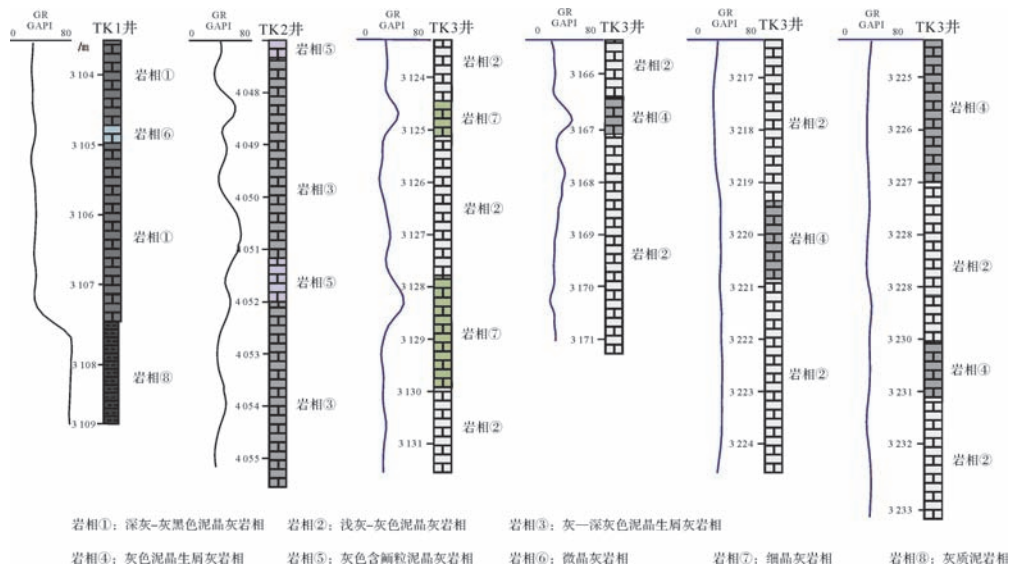 GR GR GR GR GR GR
GAPI TK1井 GAPI TK2井 GAPI TK3井 GAPI TK3井 GAPI TK3井 GAPI TK3井
0 80 0 80 0 80 0 80 0 80 0 80
/m
3 104
3 105
3 106
3 107
3 108
3 109
岩相①
岩相⑥
岩相①
岩相⑧
4 048
4 049
4 050
4 051
4 052
4 053
4 054
4 055
岩相⑤
岩相③
岩相⑤
岩相③
3 124
3 125
3 126
3 127
3 128
3 129
3 130
3 131
岩相②
岩相⑦
岩相②
岩相⑦
岩相②
3 166
3 167
3 168
3 169
3 170
3 171
岩相②
岩相④
岩相②
3 217
3 218
3 219
3 220
3 221
3 222
3 223
3 224
岩相②
岩相④
岩相②
3 225
3 226
3 227
3 228
3 228
3 230
3 231
3 232
3 233
岩相④
岩相②
岩相④
岩相②
岩相①：深灰-灰黑色泥晶灰岩相 岩相②：浅灰-灰色泥晶灰岩相 岩相③：灰—深灰色泥晶生屑灰岩相
岩相④：灰色泥晶生屑灰岩相 岩相⑤：灰色含鲕粒泥晶灰岩相 岩相⑥：微晶灰岩相 岩相⑦：细晶灰岩相 岩相⑧：灰质泥岩相